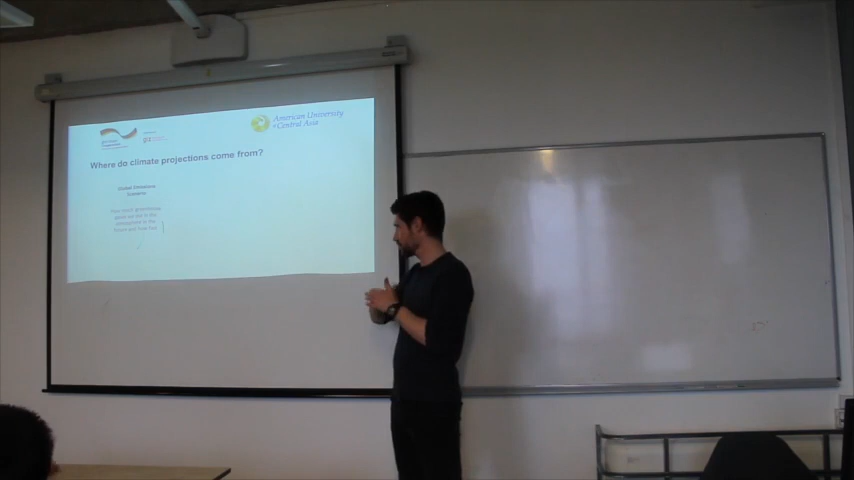 giz
American University
of Central Asia
Where do climate projections come from?
Global Emissions
Scenario
How much greenhouse
gases we put in the
atmosphere in the
future and how fast